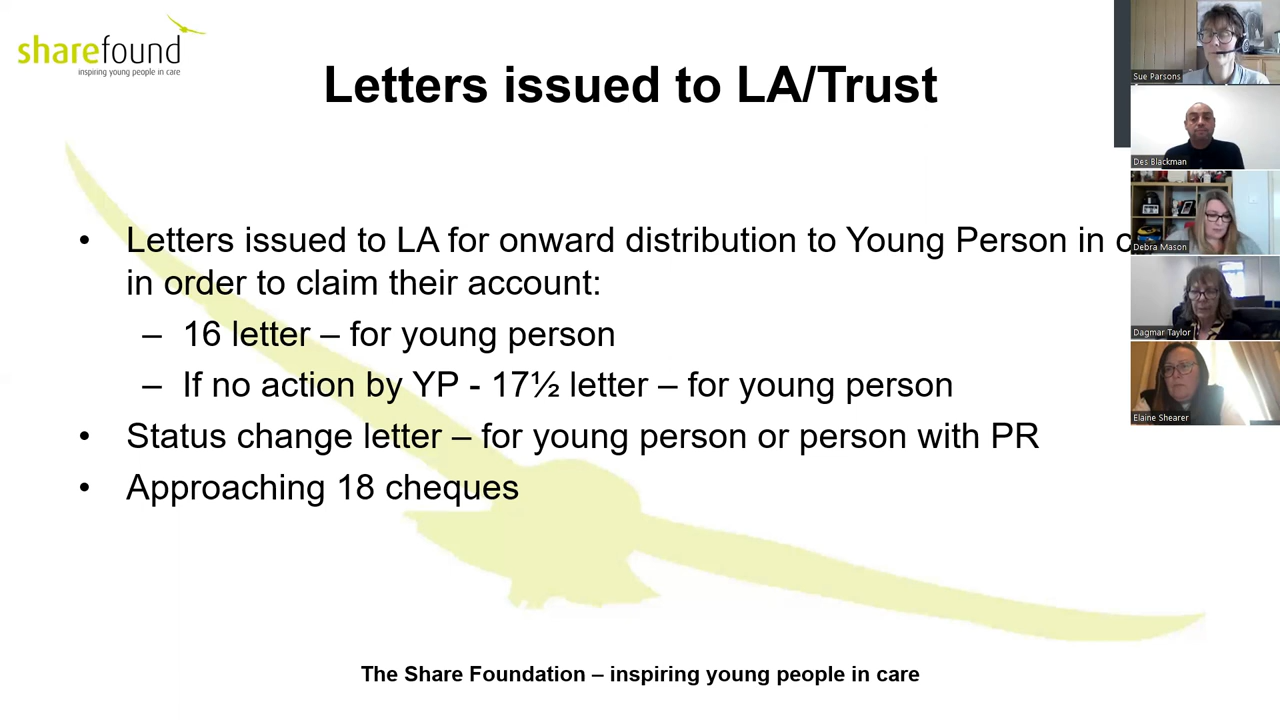 sharefound
inspiring young people in care
Letters issued to LA/Trust
• Letters issued to LA for onward distribution to Young Person in
in order to claim their account:
– 16 letter – for young person
– If no action by YP - 17½ letter – for young person
• Status change letter – for young person or person with PR
• Approaching 18 cheques
The Share Foundation – inspiring young people in care
Sue Parsons
Des Blackman
Debra Mason
Dagmar Taylor
Elaine Shearer